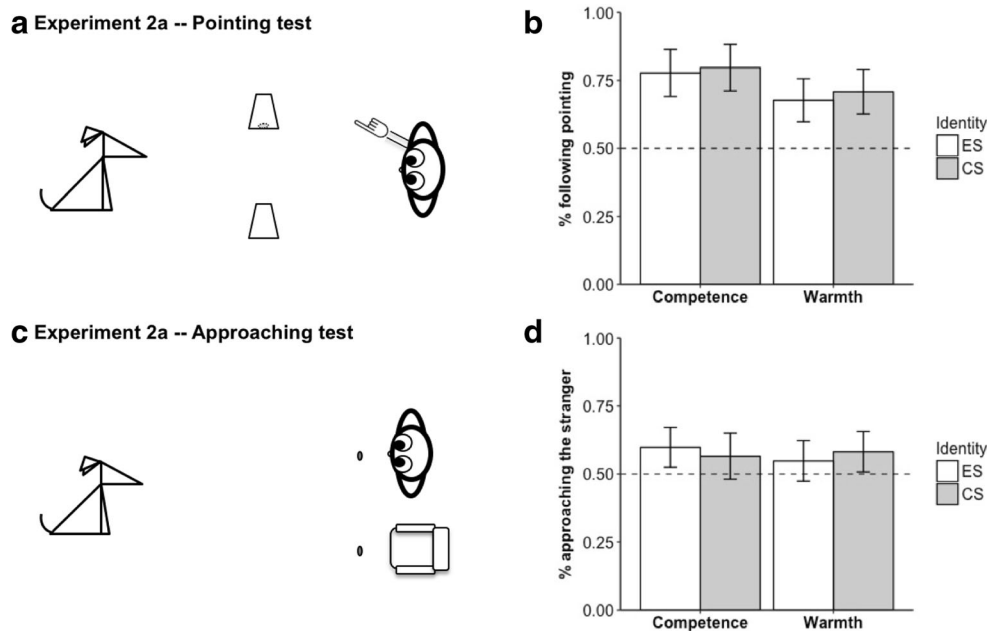 a Experiment 2a -- Pointing test
b
1.00
0.75
0.50
0.25
0.00
% following pointing
Competence
Warmth
Identity
ES
CS
c Experiment 2a -- Approaching test
d
1.00
0.75
0.50
0.25
0.00
% approaching the stranger
Competence
Warmth
Identity
ES
CS